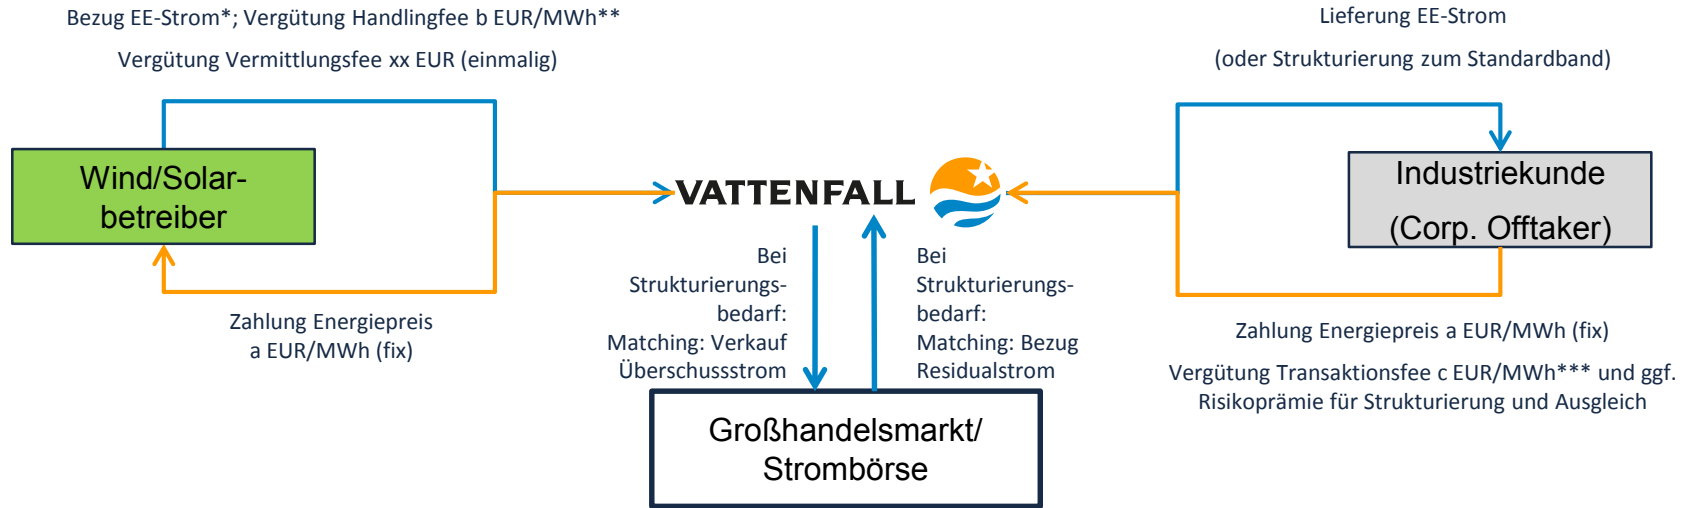 Bezug EE-Strom*; Vergütung Handlingfee b EUR/MWh**
Vergütung Vermittlungsfee xx EUR (einmalig)
Lieferung EE-Strom
(oder Strukturierung zum Standardband)
Wind/Solar-
betreiber
VATTENFALL
Industriekunde
(Corp. Offtaker)
Zahlung Energiepreis
a EUR/MWh (fix)
Bei
Strukturierungs-
bedarf:
Matching: Verkauf
Überschussstrom
Bei
Strukturierungs-
bedarf:
Matching: Bezug
Residualstrom
Zahlung Energiepreis a EUR/MWh (fix)
Vergütung Transaktionsfee c EUR/MWh*** und ggf.
Risikoprämie für Strukturierung und Ausgleich
Großhandelsmarkt/
Strombörse